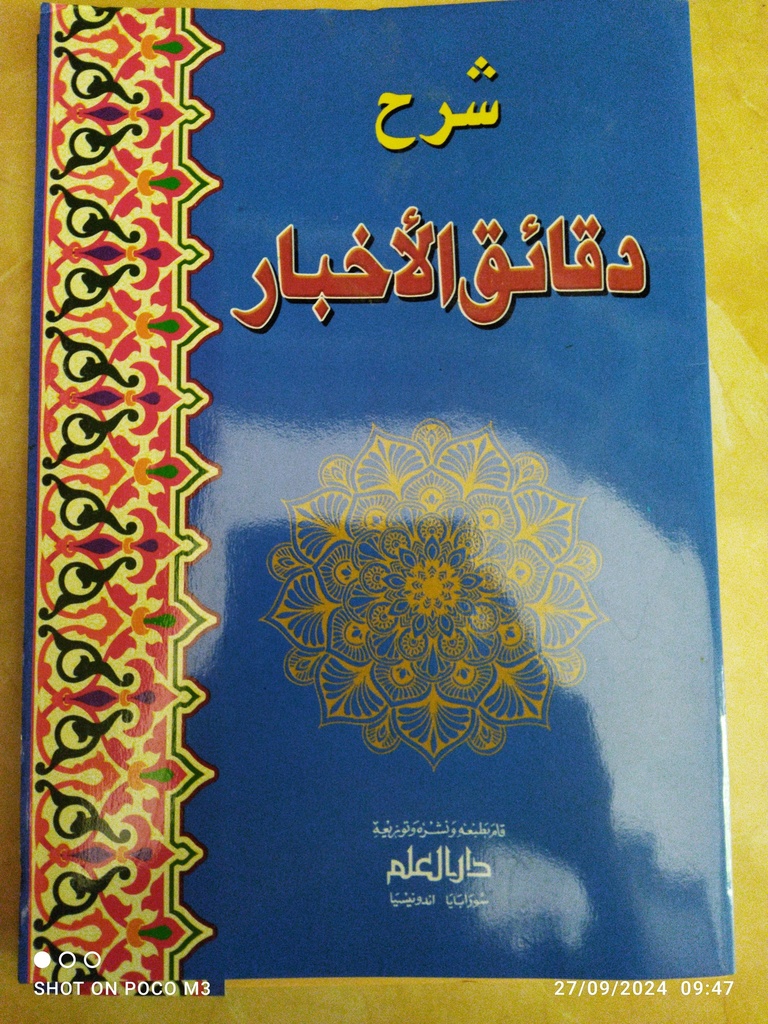 شرح
دقائق الأخبار
قام بطبعه ونشره وتوزيعه
دار العلم
سورابايا اندونيسيا
SHOT ON POCO M3
27/09/2024 09:47